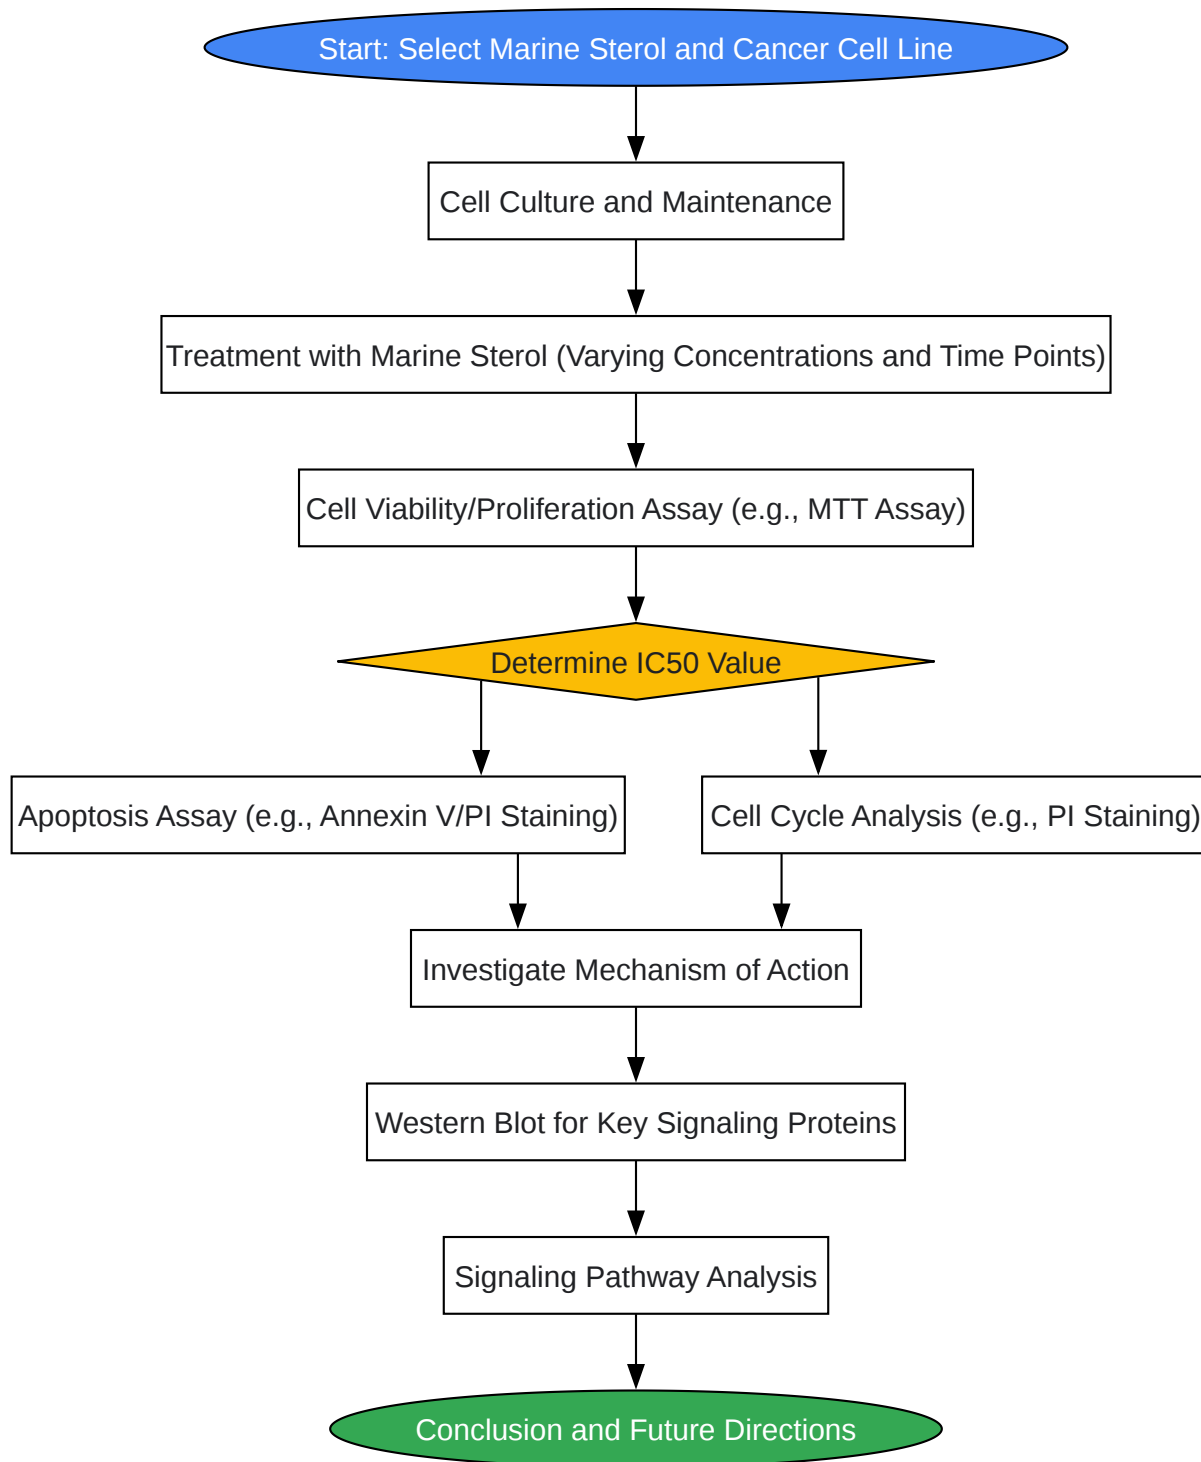 Start: Select Marine Sterol and Cancer Cell Line
Cell Culture and Maintenance
Treatment with Marine Sterol (Varying Concentrations and Time Points)
Cell Viability/Proliferation Assay (e.g., MTT Assay)
Determine IC50 Value
Apoptosis Assay (e.g., Annexin V/PI Staining)
Cell Cycle Analysis (e.g., PI Staining)
Investigate Mechanism of Action
Western Blot for Key Signaling Proteins
Signaling Pathway Analysis
Conclusion and Future Directions